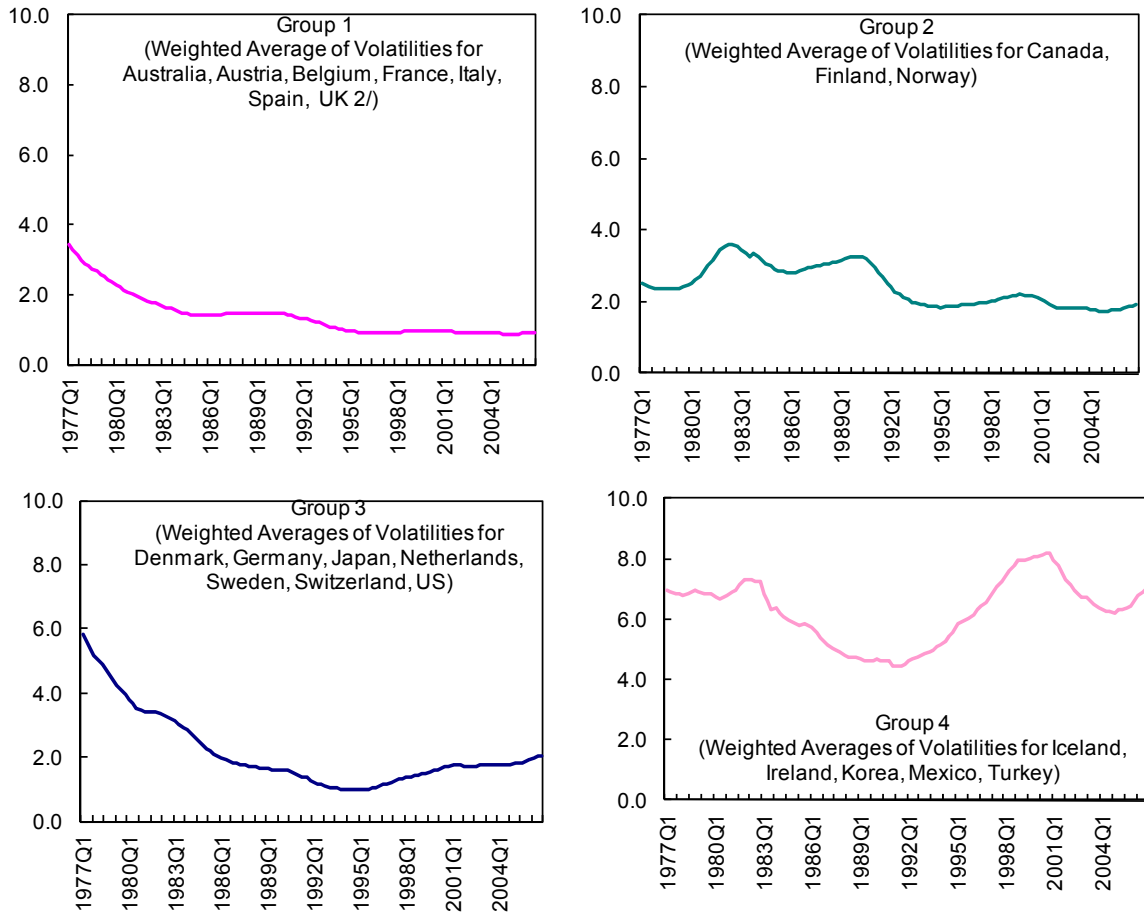 Group 1
(Weighted Average of Volatilities for
Australia, Austria, Belgium, France, Italy,
Spain, UK 2/)
10.0
8.0
6.0
4.0
2.0
0.0
1977Q1
1980Q1
1983Q1
1986Q1
1989Q1
1992Q1
1995Q1
1998Q1
2001Q1
2004Q1
Group 2
(Weighted Average of Volatilities for Canada,
Finland, Norway)
10.0
8.0
6.0
4.0
2.0
0.0
1977Q1
1980Q1
1983Q1
1986Q1
1989Q1
1992Q1
1995Q1
1998Q1
2001Q1
2004Q1
Group 3
(Weighted Averages of Volatilities for
Denmark, Germany, Japan, Netherlands,
Sweden, Switzerland, US)
10.0
8.0
6.0
4.0
2.0
0.0
1977Q1
1980Q1
1983Q1
1986Q1
1989Q1
1992Q1
1995Q1
1998Q1
2001Q1
2004Q1
10.0
8.0
6.0
4.0
2.0
0.0
Group 4
(Weighted Averages of Volatilities for Iceland,
Ireland, Korea, Mexico, Turkey)
1977Q1
1980Q1
1983Q1
1986Q1
1989Q1
1992Q1
1995Q1
1998Q1
2001Q1
2004Q1